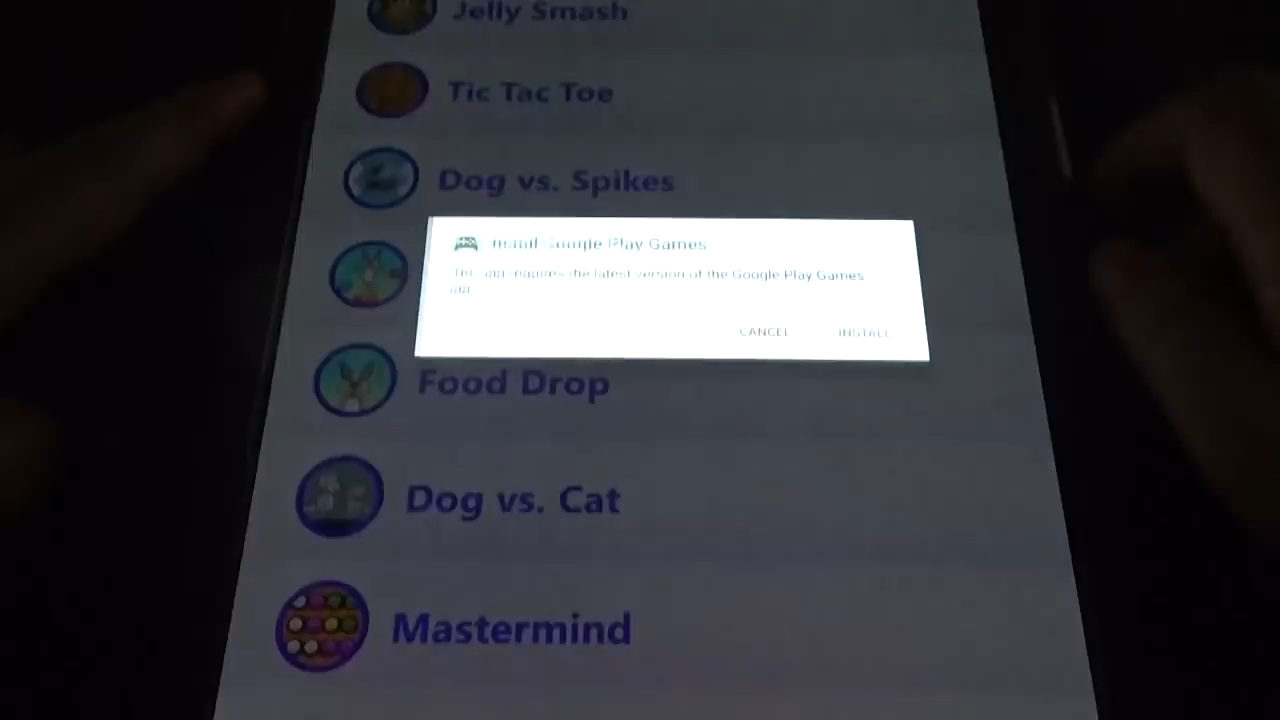 Jelly Smash
Tic Tac Toe
Dog vs. Spikes
Install Google Play Games
This app requires the latest version of the Google Play Games
app.
CANCEL INSTALL
Food Drop
Dog vs. Cat
Mastermind